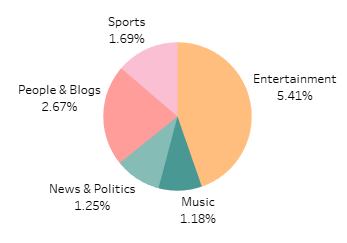 Sports
1.69%
Entertainment
5.41%
People & Blogs
2.67%
News & Politics
1.25%
Music
1.18%